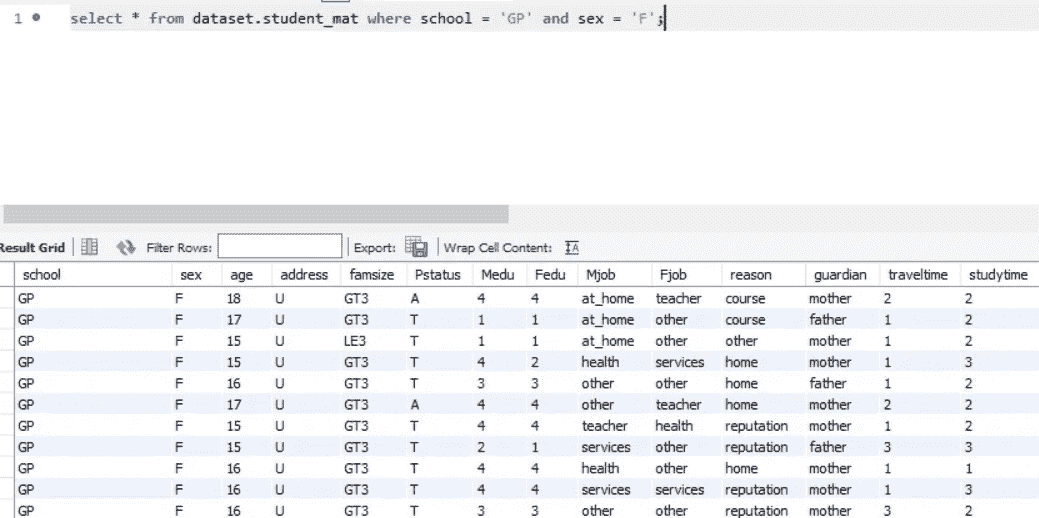 1 select * from dataset.student_mat where school = 'GP' and sex = 'F';
Result Grid Filter Rows: Export: Wrap Cell Content: IA
school sex age address famsize Pstatus Medu Fedu Mjob Fjob reason guardian traveltime studytime
GP F 18 U GT3 A 4 4 at_home teacher course mother 2 2
GP F 17 U GT3 T 1 1 at_home other course father 1 2
GP F 15 U LE3 T 1 1 at_home other other mother 1 2
GP F 15 U GT3 T 4 2 health services home mother 1 3
GP F 16 U GT3 T 3 3 other other home father 1 2
GP F 17 U GT3 A 4 4 other teacher home mother 2 2
GP F 15 U GT3 T 4 4 teacher health reputation mother 1 2
GP F 15 U GT3 T 2 1 services other reputation father 3 3
GP F 16 U GT3 T 4 4 health other home mother 1 1
GP F 16 U GT3 T 4 4 services services reputation mother 1 3
GP F 16 U GT3 T 3 3 other other reputation mother 3 2